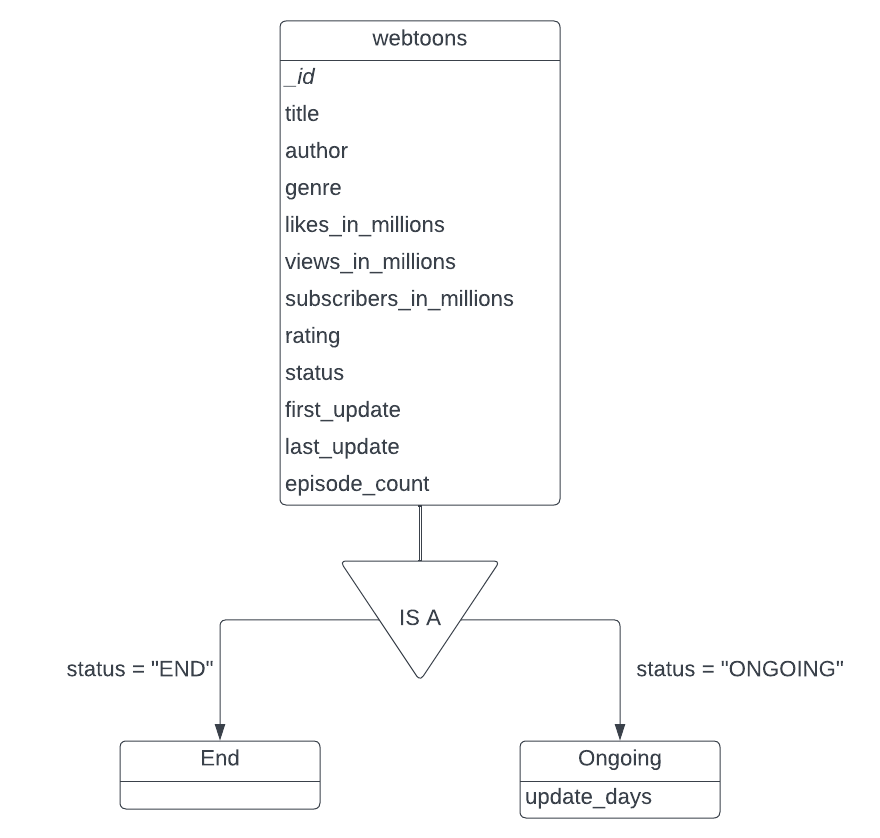 webtoons
_id
title
author
genre
likes_in_millions
views_in_millions
subscribers_in_millions
rating
status
first_update
last_update
episode_count
IS A
status = "END"
status = "ONGOING"
End
Ongoing
update_days